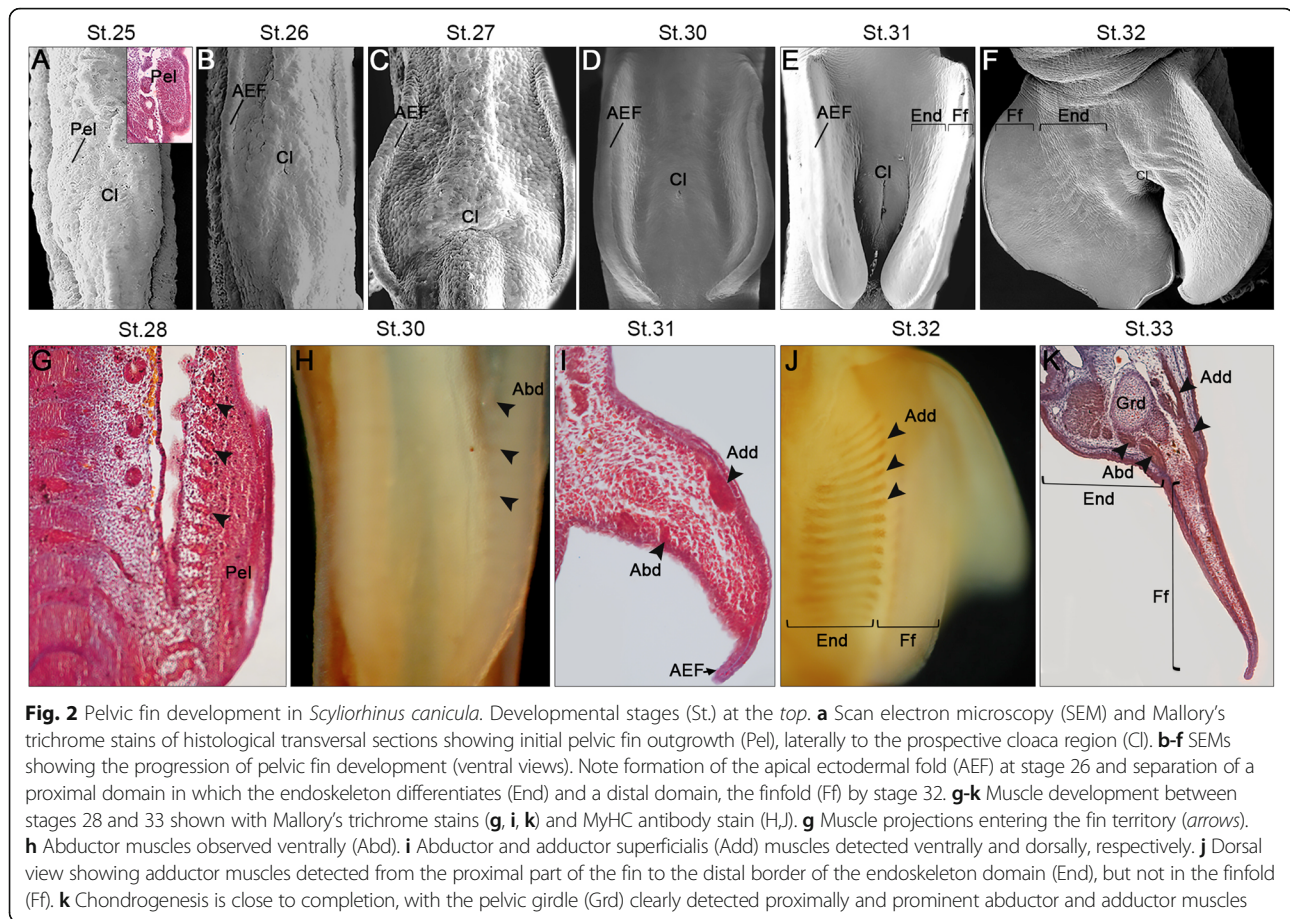 St.25 St.26 St.27 St.30 St.31 St.32
A Pel Pel Cl
B AEF Cl
C AEF Cl
D AEF Cl
E AEF Cl End Ff
F Ff End Cl
St.28 St.30 St.31 St.32 St.33
G Pel
H Abd
I Add Abd AEF
J Add End Ff
K Add Grd Abd End Ff
Fig. 2 Pelvic fin development in Scyliorhinus canicula. Developmental stages (St.) at the top. a Scan electron microscopy (SEM) and Mallory's
trichrome stains of histological transversal sections showing initial pelvic fin outgrowth (Pel), laterally to the prospective cloaca region (Cl). b-f SEMs
showing the progression of pelvic fin development (ventral views). Note formation of the apical ectodermal fold (AEF) at stage 26 and separation of a
proximal domain in which the endoskeleton differentiates (End) and a distal domain, the finfold (Ff) by stage 32. g-k Muscle development between
stages 28 and 33 shown with Mallory's trichrome stains (g, i, k) and MyHC antibody stain (H,J). g Muscle projections entering the fin territory (arrows).
h Abductor muscles observed ventrally (Abd). i Abductor and adductor superficialis (Add) muscles detected ventrally and dorsally, respectively. j Dorsal
view showing adductor muscles detected from the proximal part of the fin to the distal border of the endoskeleton domain (End), but not in the finfold
(Ff). k Chondrogenesis is close to completion, with the pelvic girdle (Grd) clearly detected proximally and prominent abductor and adductor muscles